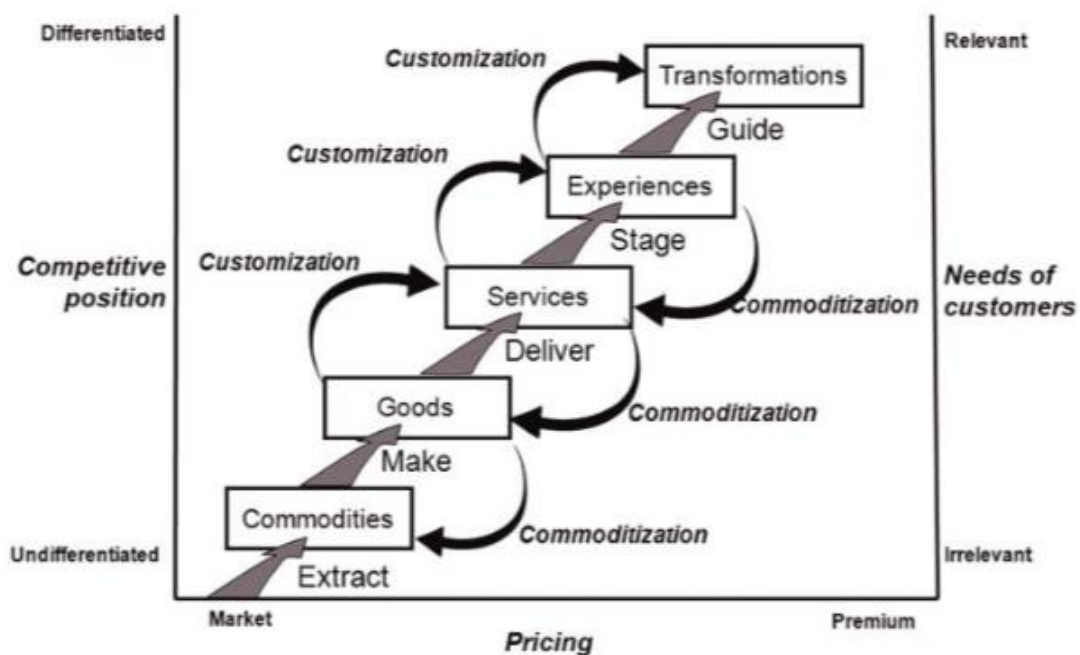 Differentiated
Relevant
Customization
Transformations
Guide
Customization
Experiences
Stage
Competitive
position
Customization
Needs of
customers
Services
Commoditization
Deliver
Goods
Commoditization
Make
Commodities
Commoditization
Undifferentiated
Irrelevant
Extract
Market
Premium
Pricing